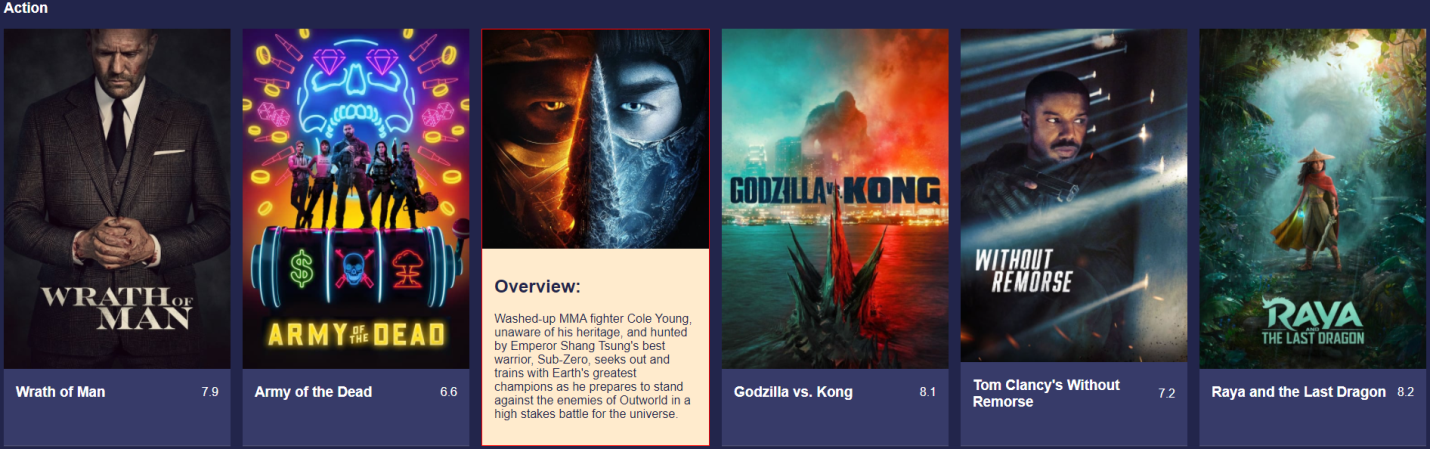 Action
WRATH OF
MAN
Wrath of Man 7.9
ARMY OF THE DEAD
Army of the Dead 6.6
Overview:
Washed-up MMA fighter Cole Young,
unaware of his heritage, and hunted
by Emperor Shang Tsung's best
warrior, Sub-Zero, seeks out and
trains with Earth's greatest
champions as he prepares to stand
against the enemies of Outworld in a
high stakes battle for the universe.
GODZILLA v. KONG
Godzilla vs. Kong 8.1
WITHOUT
REMORSE
Tom Clancy's Without
Remorse 7.2
RAYA
AND
THE LAST DRAGON
Raya and the Last Dragon 8.2